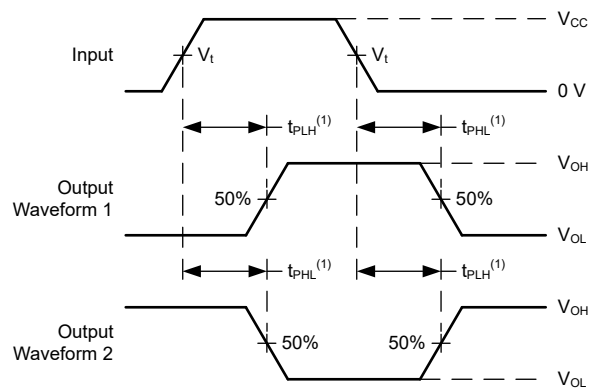 V_CC
Input
V_t
V_t
0 V
t_PLH^(1)
t_PHL^(1)
V_OH
Output
Waveform 1
50%
50%
V_OL
t_PHL^(1)
t_PLH^(1)
V_OH
Output
Waveform 2
50%
50%
V_OL